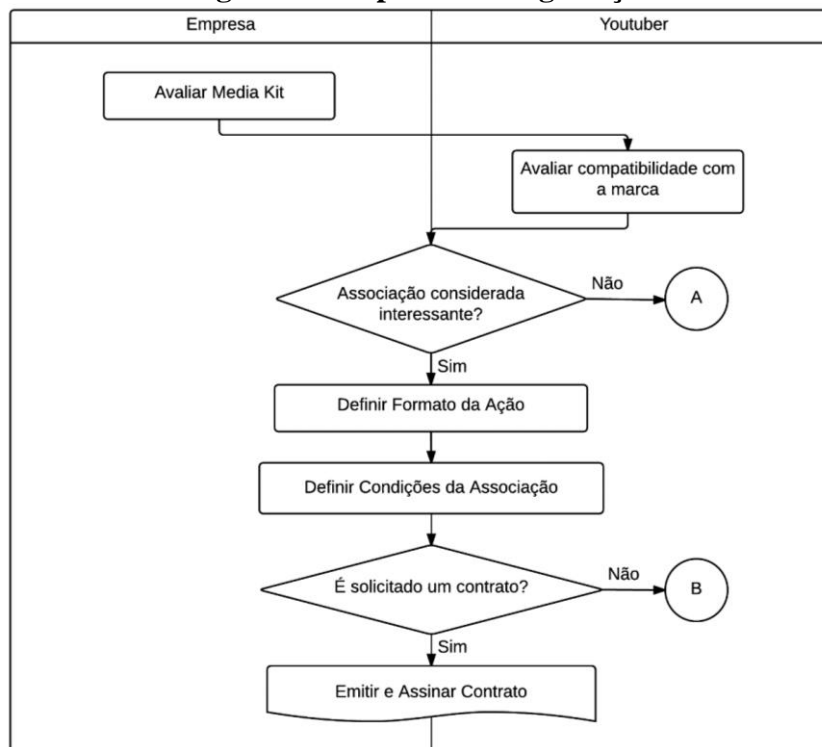 Empresa
Youtuber
Avaliar Media Kit
Avaliar compatibilidade com
a marca
Associação considerada
interessante?
Não
A
Sim
Definir Formato da Ação
Definir Condições da Associação
É solicitado um contrato?
Não
B
Sim
Emitir e Assinar Contrato